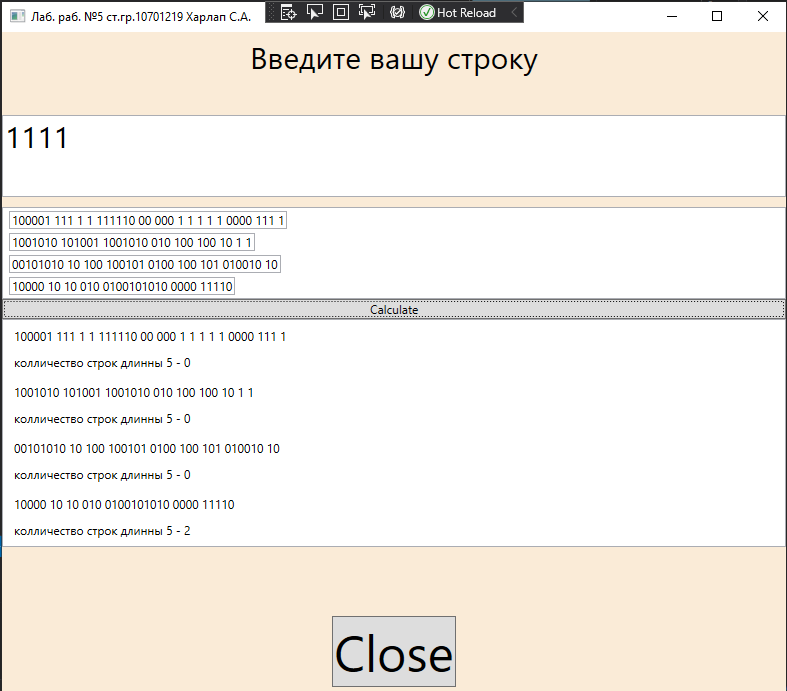 Лаб. раб. №5 ст.гр.10701219 Харлап С.А.
Hot Reload
Введите вашу строку
1111
100001 111 1 1 111110 00 000 1 1 1 1 1 0000 111 1
1001010 101001 1001010 010 100 100 10 1 1
00101010 10 100 100101 0100 100 101 010010 10
10000 10 10 010 0100101010 0000 11110
Calculate
100001 111 1 1 111110 00 000 1 1 1 1 1 0000 111 1
колличество строк длинны 5 - 0
1001010 101001 1001010 010 100 100 10 1 1
колличество строк длинны 5 - 0
00101010 10 100 100101 0100 100 101 010010 10
колличество строк длинны 5 - 0
10000 10 10 010 0100101010 0000 11110
колличество строк длинны 5 - 2
Close